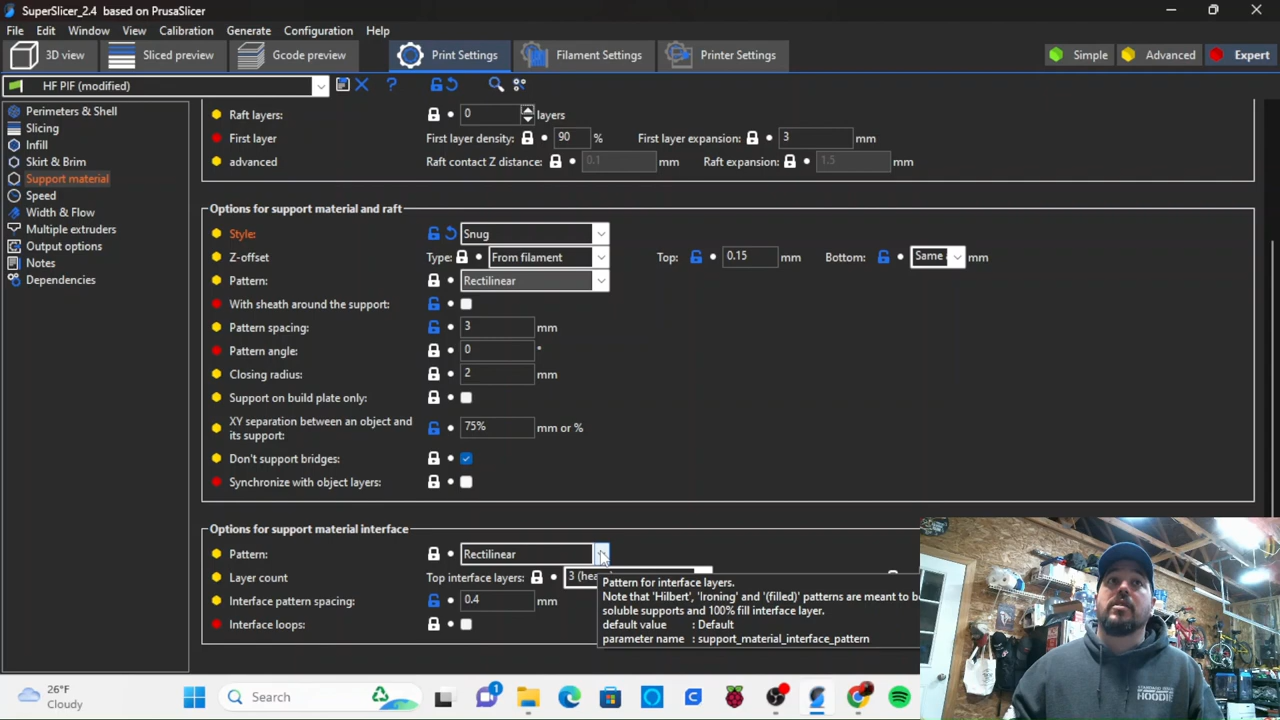 SuperSlicer_2.4 based on PrusaSlicer
File Edit Window View Calibration Generate Configuration Help
3D view Sliced preview Gcode preview Print Settings Filament Settings Printer Settings Simple Advanced Expert
HF PIF (modified) ?
Perimeters & Shell
Slicing
Infill
Skirt & Brim
Support material
Speed
Width & Flow
Multiple extruders
Output options
Notes
Dependencies
Raft layers: 0 layers
First layer First layer density: 90 % First layer expansion: 3 mm
advanced Raft contact Z distance: 0.1 mm Raft expansion: 1.5 mm
Options for support material and raft
Style: Snug
Z-offset Type: From filament Top: 0.15 mm Bottom: Same mm
Pattern: Rectilinear
With sheath around the support:
Pattern spacing: 3 mm
Pattern angle: 0 °
Closing radius: 2 mm
Support on build plate only:
XY separation between an object and
its support: 75% mm or %
Don't support bridges:
Synchronize with object layers:
Options for support material interface
Pattern: Rectilinear
Layer count Top interface layers: 3
Interface pattern spacing: 0.4 mm
Interface loops:
Pattern for interface layers.
Note that 'Hilbert', 'Ironing' and '(filled)' patterns are meant to be
soluble supports and 100% fill interface layer.
default value : Default
parameter name : support_material_interface_pattern
26°F
Cloudy
Search
1
HOODIE